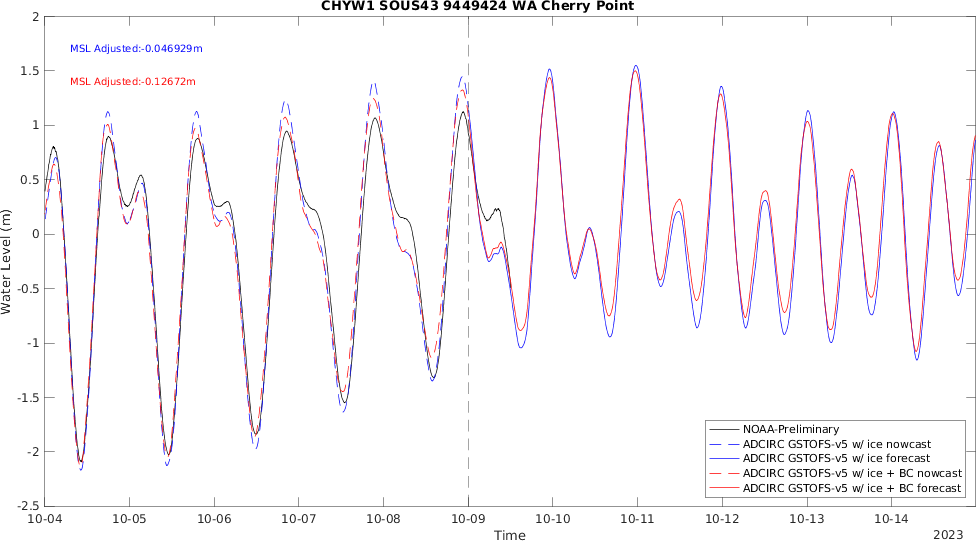 CHYW1 SOUS43 9449424 WA Cherry Point
MSL Adjusted:-0.046929m
MSL Adjusted:-0.12672m
Water Level (m)
2
1.5
1
0.5
0
-0.5
-1
-1.5
-2
-2.5
NOAA-Preliminary
ADCIRC GSTOFS-v5 w/ ice nowcast
ADCIRC GSTOFS-v5 w/ ice forecast
ADCIRC GSTOFS-v5 w/ ice + BC nowcast
ADCIRC GSTOFS-v5 w/ ice + BC forecast
10-04 10-05 10-06 10-07 10-08 10-09 10-10 10-11 10-12 10-13 10-14
Time
2023